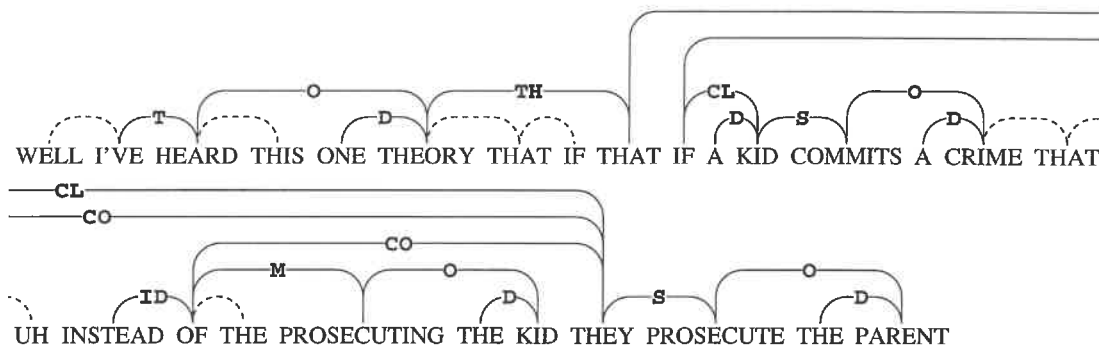 O TH CL O
T D D S D
WELL I'VE HEARD THIS ONE THEORY THAT IF THAT IF A KID COMMITS A CRIME THAT
CL
CO
CO
M O O
ID D S D
UH INSTEAD OF THE PROSECUTING THE KID THEY PROSECUTE THE PARENT